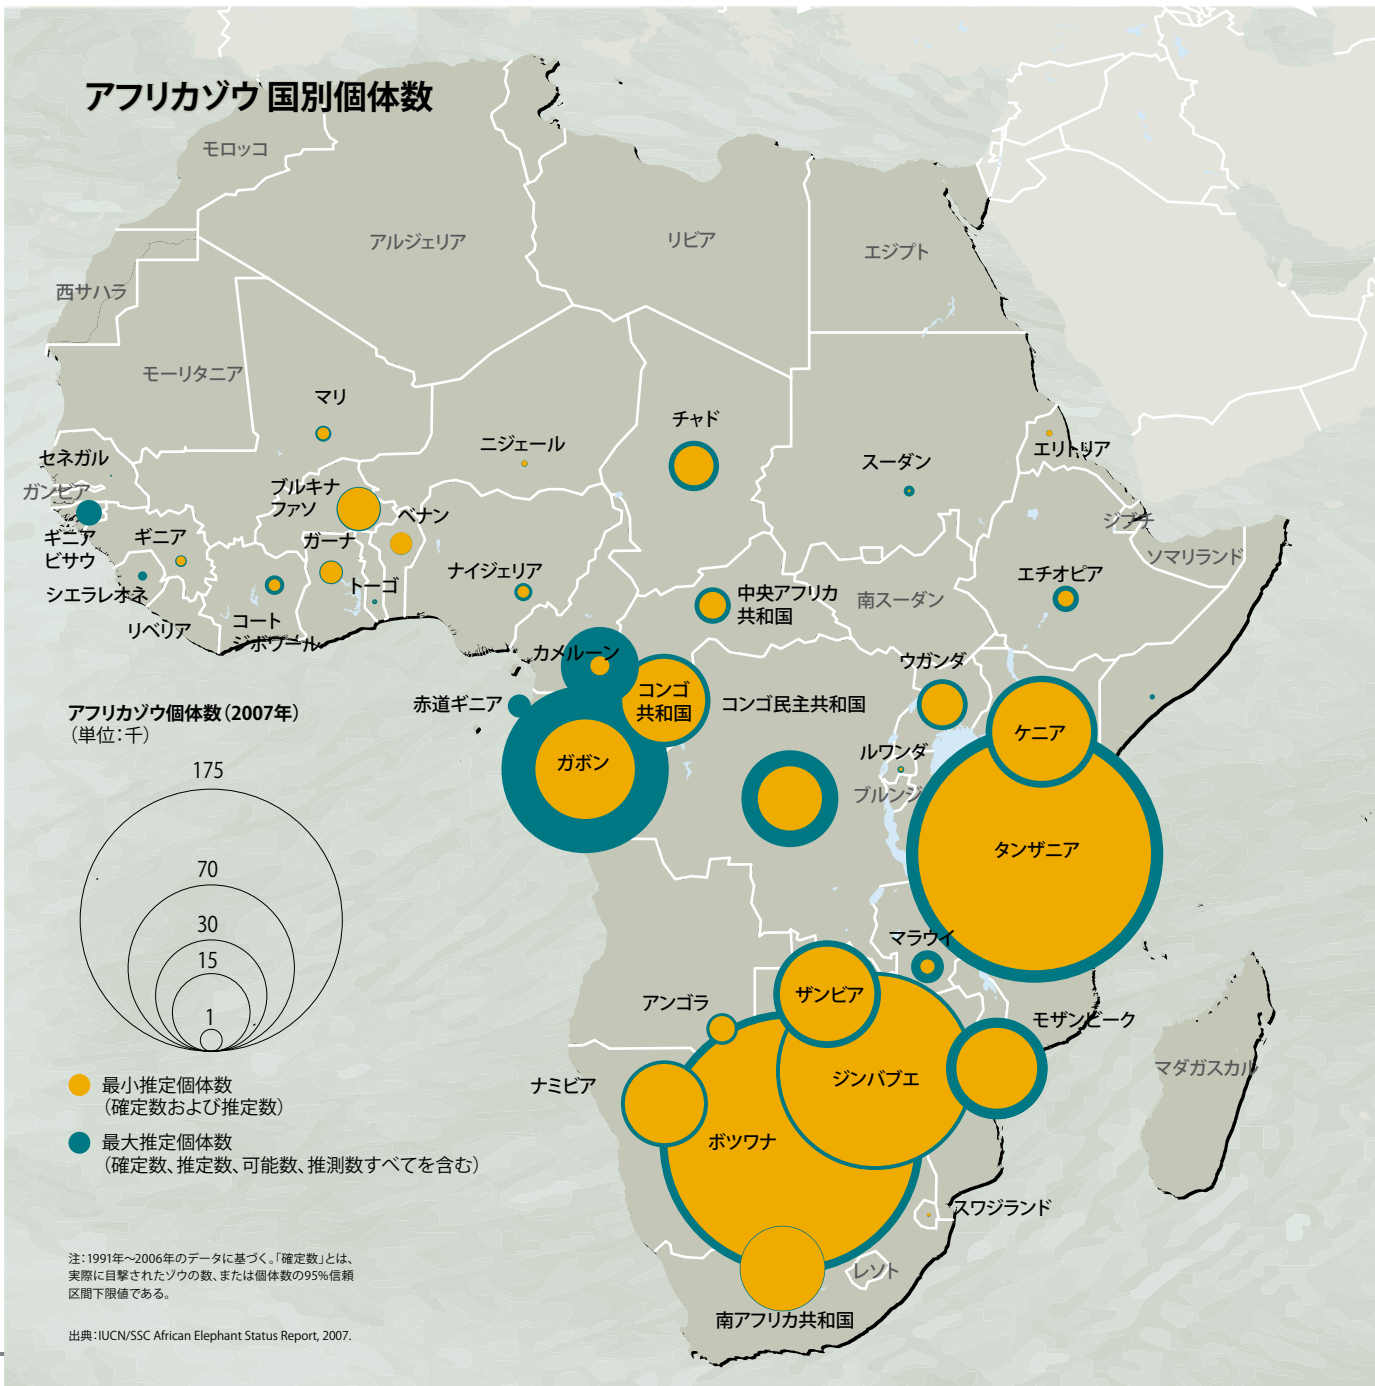 アフリカゾウ 国別個体数
モロッコ
アルジェリア
リビア
エジプト
西サハラ
モーリタニア
マリ
ニジェール
チャド
スーダン
エリトリア
セネガル
ガンビア
ギニア
ビサウ
ギニア
シエラレオネ
リベリア
ブルキナ
ファソ
ベナン
ガーナ
トーゴ
コート
ジボワール
ナイジェリア
中央アフリカ
共和国
南スーダン
エチオピア
ジブチ
ソマリランド
カメルーン
赤道ギニア
コンゴ
共和国
コンゴ民主共和国
ウガンダ
ケニア
ガボン
ルワンダ
ブルンジ
タンザニア
マラウイ
アンゴラ
ザンビア
モザンビーク
マダガスカル
ナミビア
ジンバブエ
ボツワナ
スワジランド
レソト
南アフリカ共和国
アフリカゾウ個体数（2007年）
（単位：千）
175
70
30
15
1
最小推定個体数
（確定数および推定数）
最大推定個体数
（確定数、推定数、可能数、推測数すべてを含む）
注：1991年～2006年のデータに基づく。「確定数」とは、
実際に目撃されたゾウの数、または個体数の95%信頼
区間下限値である。
出典：IUCN/SSC African Elephant Status Report, 2007.